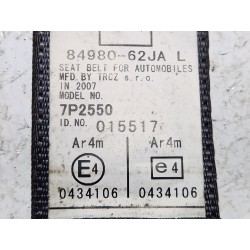 84980-62JA L
SEAT BELT FOR AUTOMOBILES
MFD. BY TRCZ s.r.o.
IN 2007
MODEL NO.
7P2550
ID. NO. 015517
Ar4m Ar4m
E4 e4
0434106 0434106